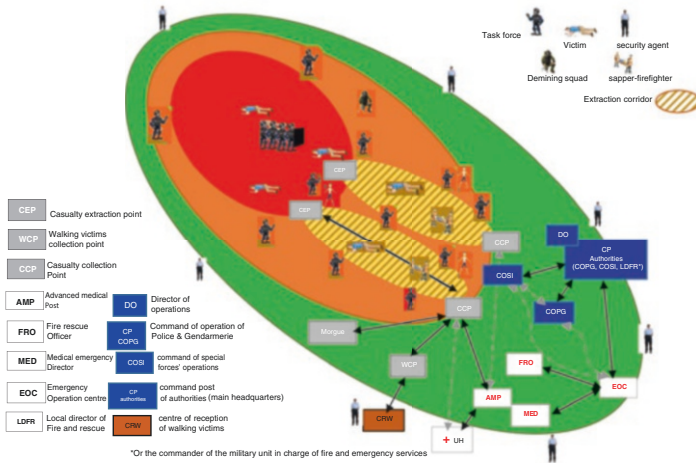 Task force
Victim
security agent
Demining squad
sapper-firefighter
Extraction corridor
CEP
CEP
CEP
Casualty extraction point
WCP
Walking victims
collection point
CCP
Casualty collection
Point
CCP
DO
CP
Authorities
(COPG, COSI, LDFR*)
COSI
COPG
CCP
AMP
Advanced medical
Post
DO
Director of
operations
FRO
Fire rescue
Officer
CP
COPG
Command of operation of
Police & Gendarmerie
MED
Medical emergency
Director
COSI
command of special
forces' operations
EOC
Emergency
Operation centre
CP
authorities
command post
of authorities (main headquarters)
LDFR
Local director of
Fire and rescue
CRW
centre of reception
of walking victims
Morgue
WCP
FRO
EOC
AMP
MED
CRW
+ UH
*Or the commander of the military unit in charge of fire and emergency services